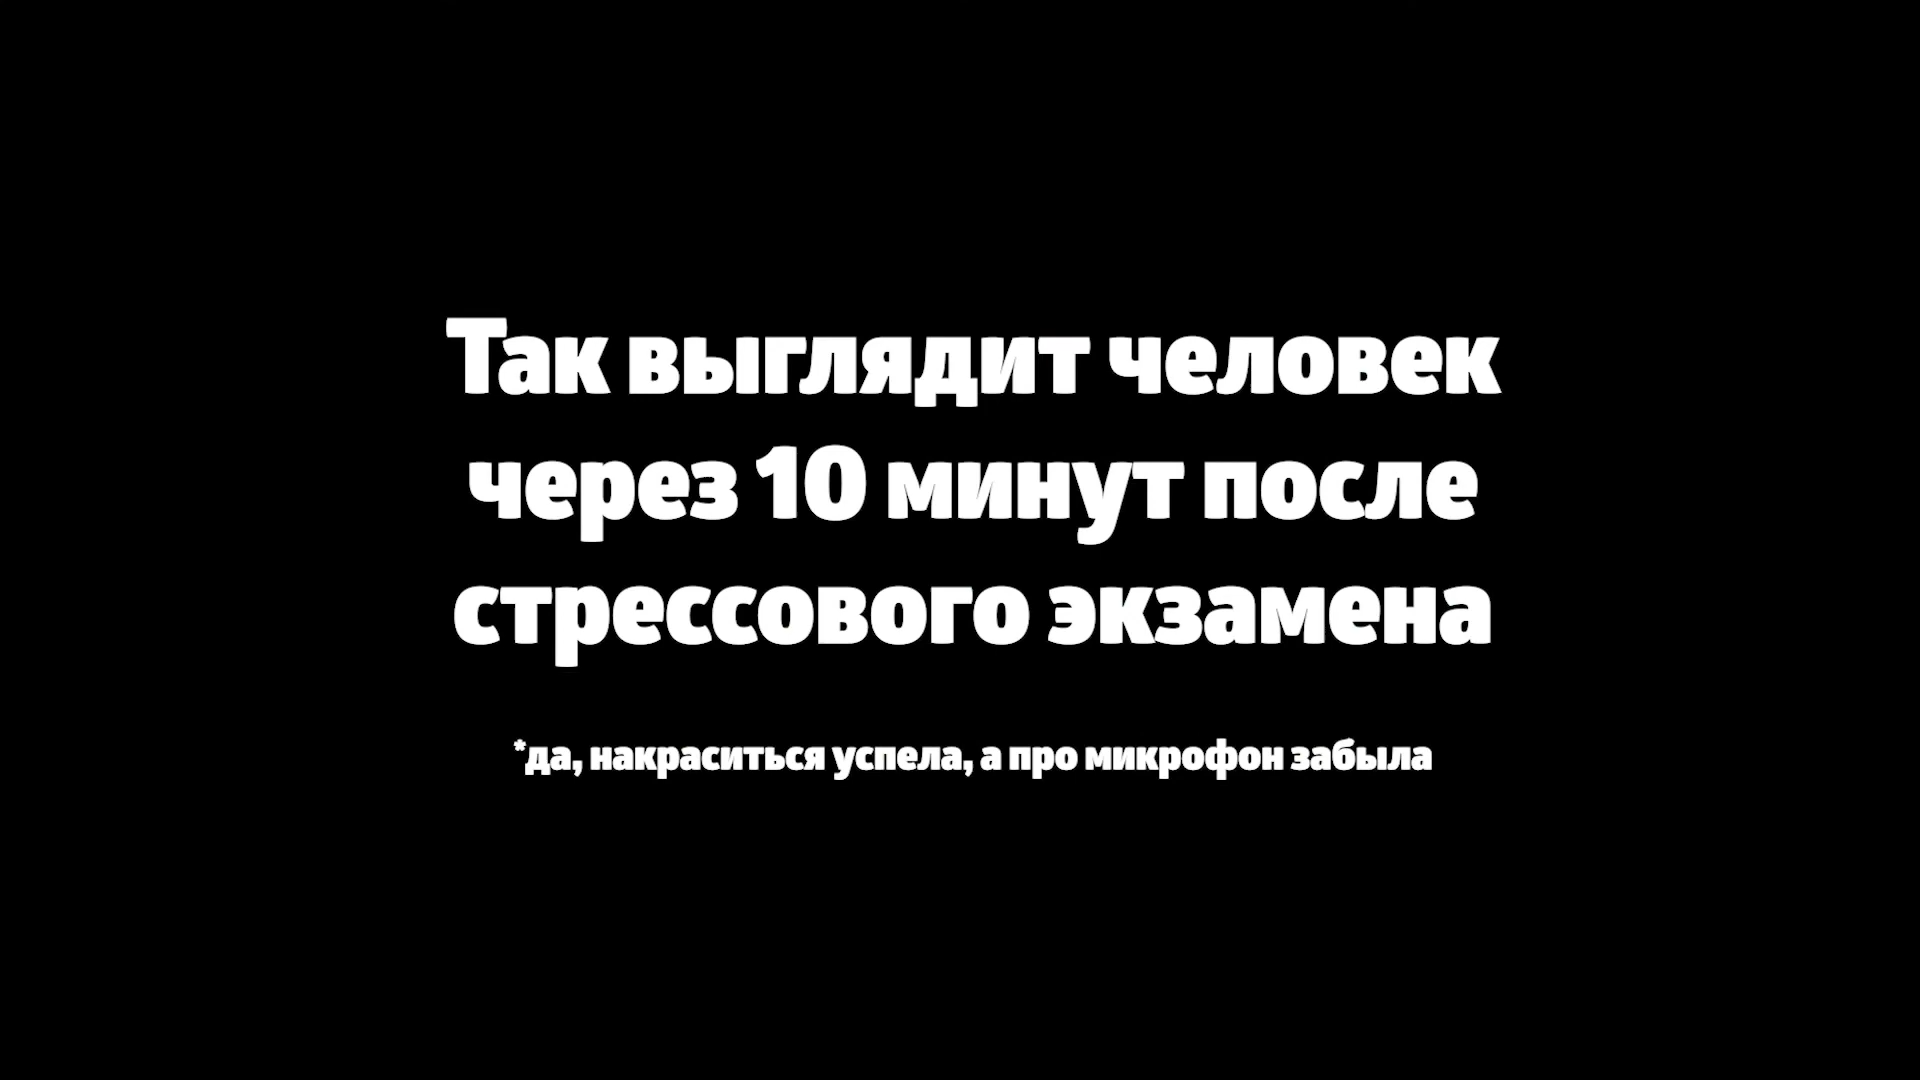 Так выглядит человек
через 10 минут после
стрессового экзамена
*да, накраситься успела, а про микрофон забыла